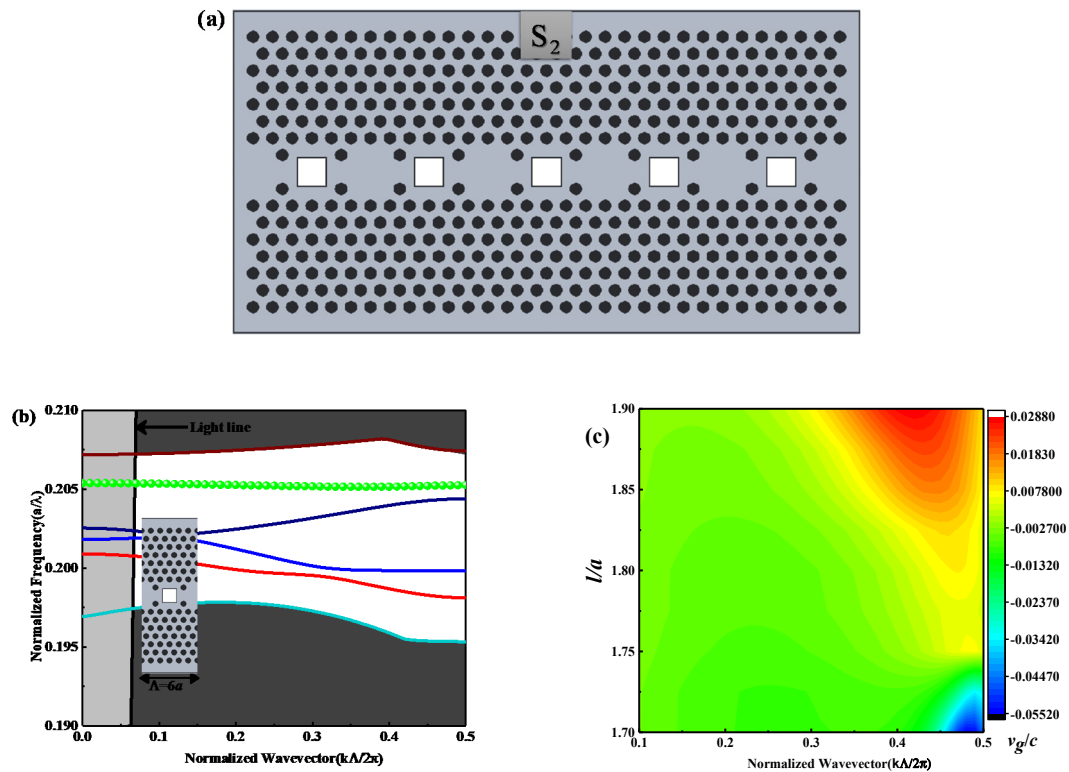 (a)
S2
(b)
0.210
0.205
0.200
0.195
0.190
Normalized Frequency(a/λ)
Light line
Λ=6a
0.0 0.1 0.2 0.3 0.4 0.5
Normalized Wavevector(kΛ/2π)
(c)
1.90
1.85
1.80
1.75
1.70
l/a
0.1 0.2 0.3 0.4 0.5
Normalized Wavevector(kΛ/2π)
0.02880
0.01830
0.007800
-0.002700
-0.01320
-0.02370
-0.03420
-0.04470
-0.05520
vg/c